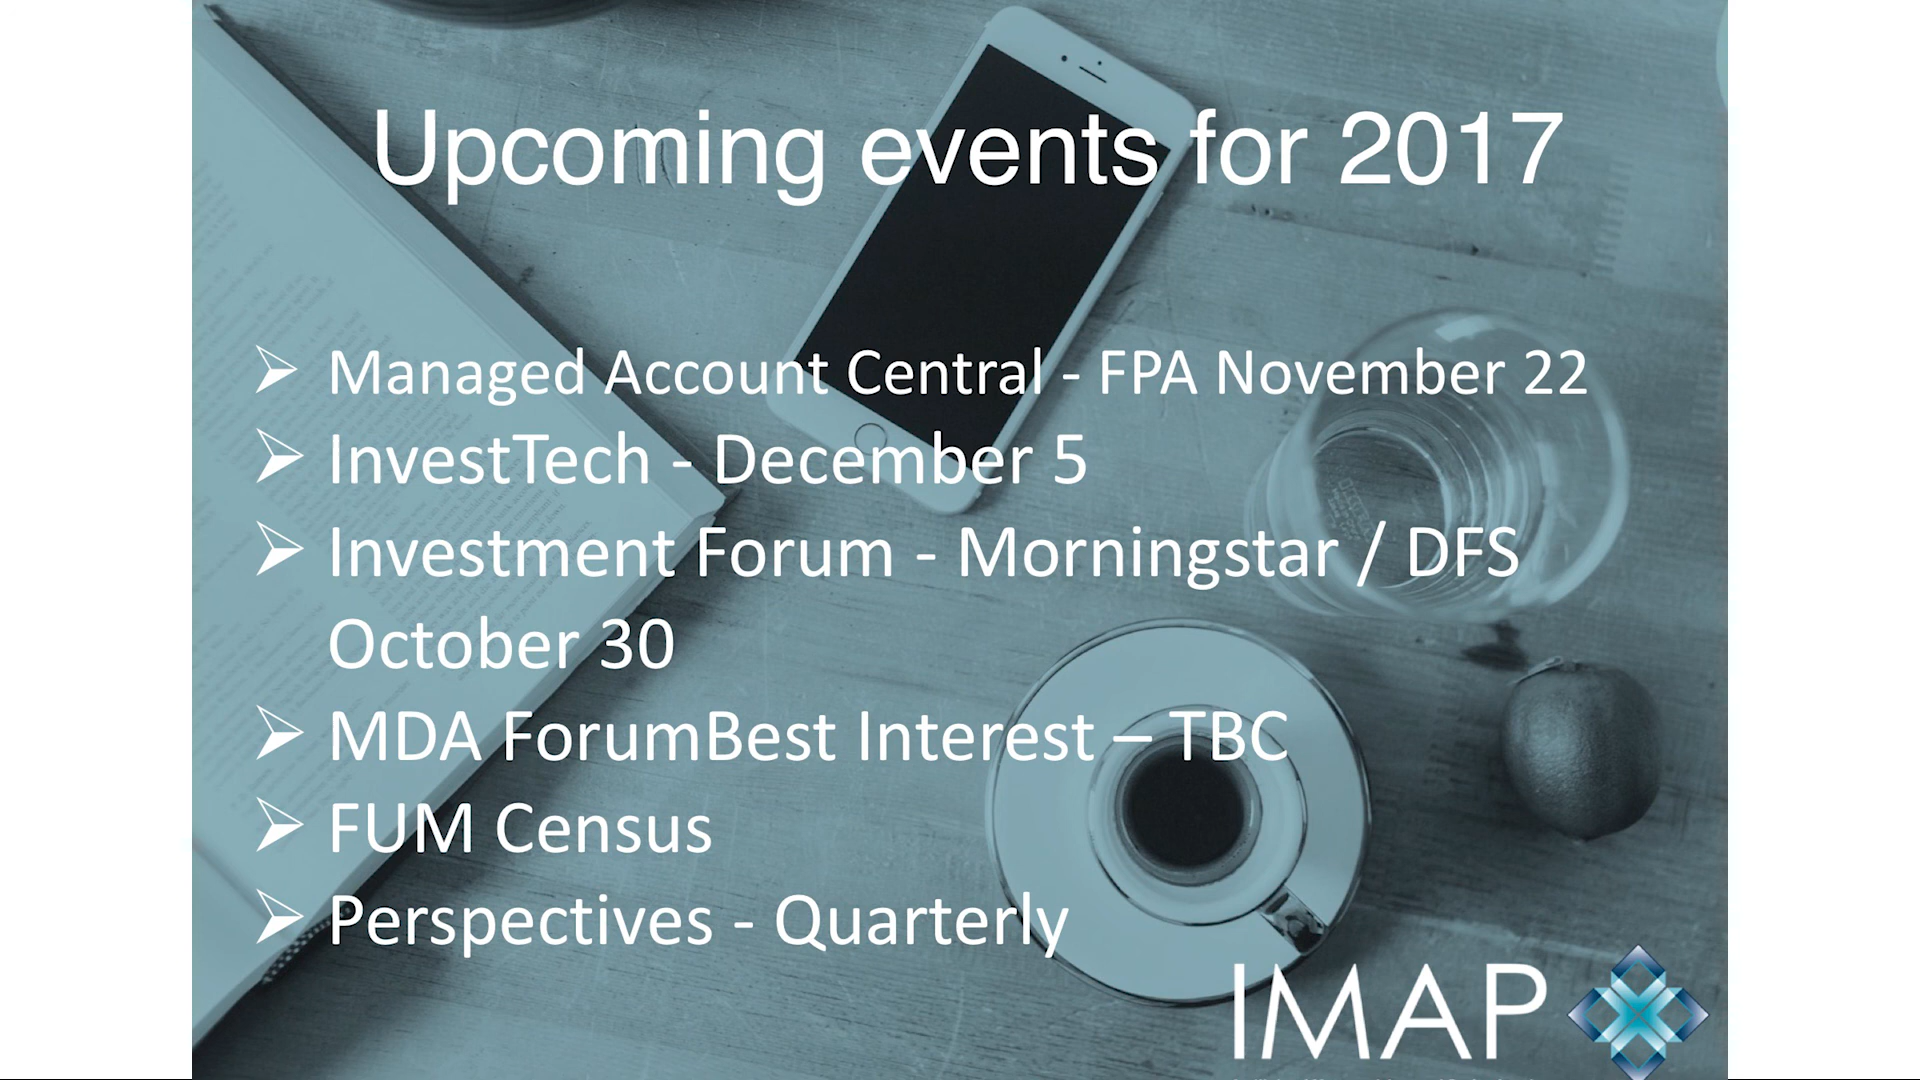 Upcoming events for 2017
Managed Account Central - FPA November 22
InvestTech - December 5
Investment Forum - Morningstar / DFS
October 30
MDA ForumBest Interest – TBC
FUM Census
Perspectives - Quarterly
IMAP